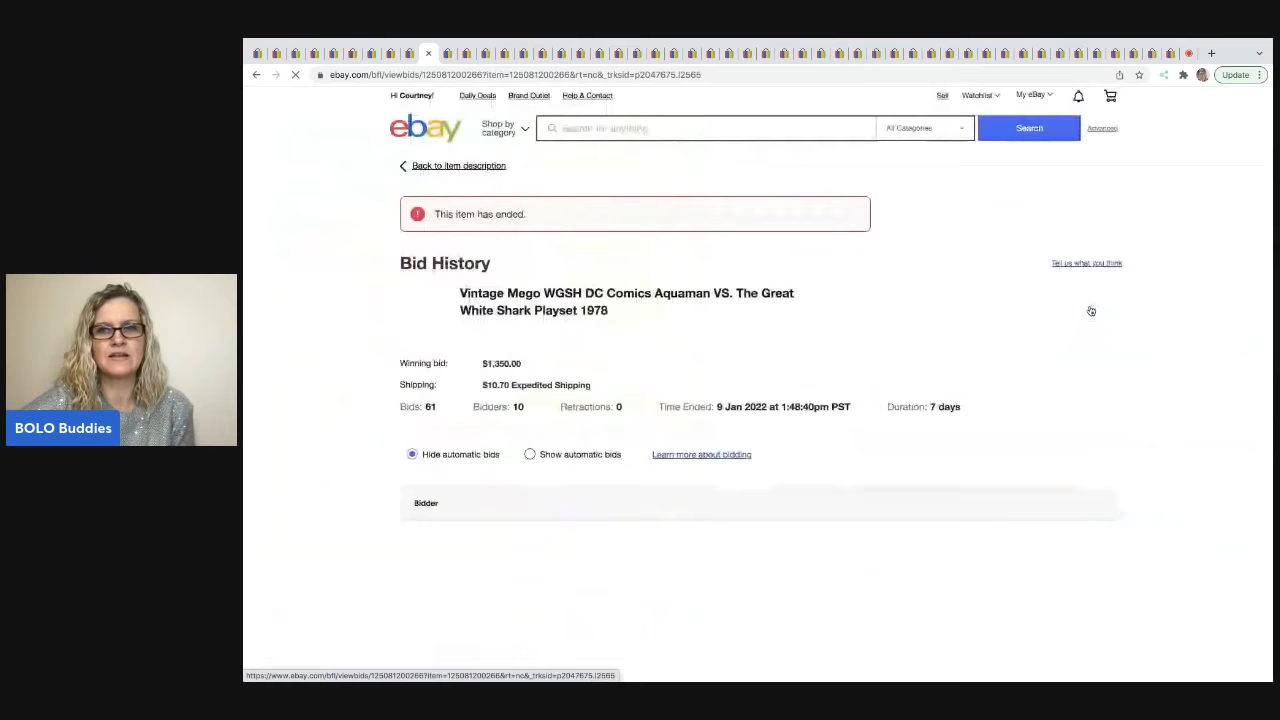 ebay.com/bfl/viewbids/125081200266?item=125081200266&rt=nc&_trksid=p2047675.l2565
Update
Hi Courtney!
Daily Deals
Brand Outlet
Help & Contact
Sell
Watchlist
My eBay
ebay
Shop by
category
Search for anything
All Categories
Search
Advanced
Back to item description
This item has ended.
Bid History
Tell us what you think
Vintage Mego WGSH DC Comics Aquaman VS. The Great
White Shark Playset 1978
Winning bid: $1,350.00
Shipping: $10.70 Expedited Shipping
Bids: 61 Bidders: 10 Retractions: 0 Time Ended: 9 Jan 2022 at 1:48:40pm PST Duration: 7 days
Hide automatic bids
Show automatic bids
Learn more about bidding
Bidder
BOLO Buddies
https://www.ebay.com/bfl/viewbids/125081200266?item=125081200266&rt=nc&_trksid=p2047675.l2565